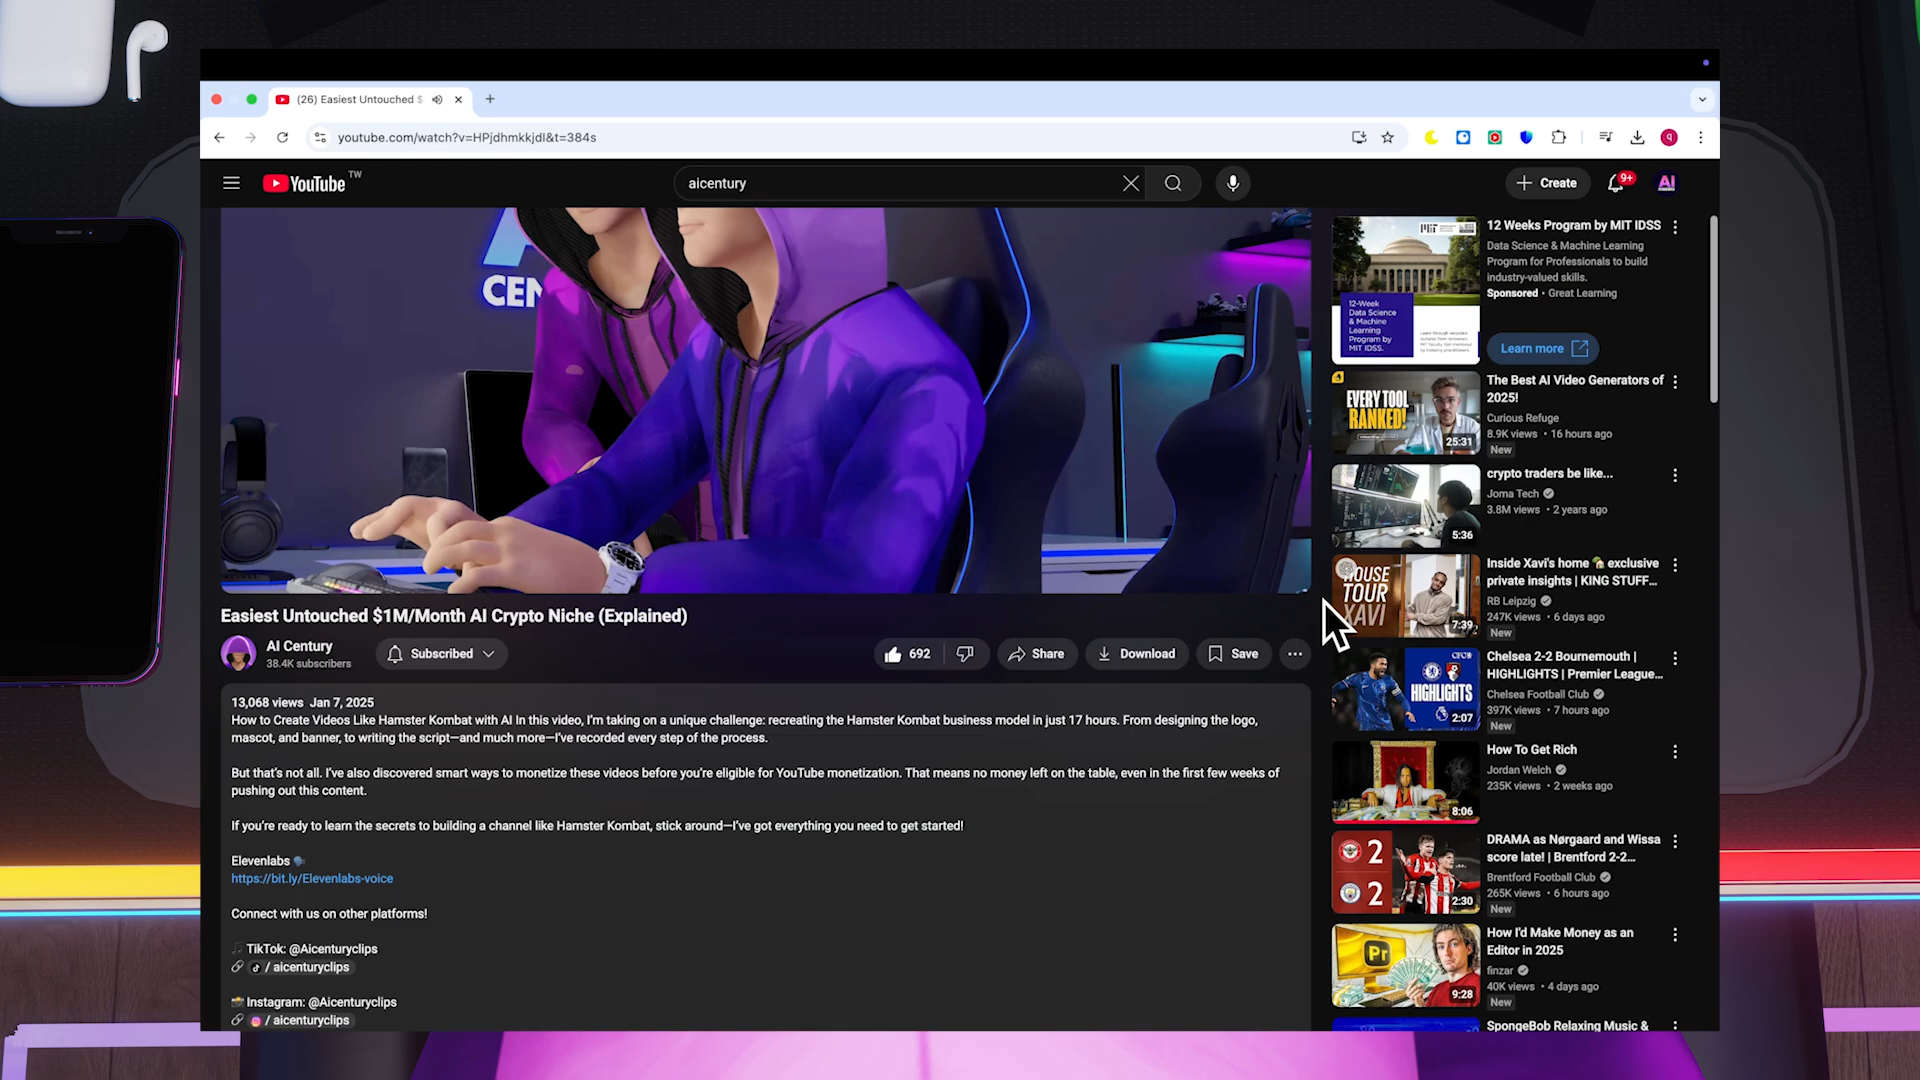 (26) Easiest Untouched $
youtube.com/watch?v=HPjdhmkkjdI&t=384s
YouTube TW
aicentury
Create
9+
AI
CEN
Easiest Untouched $1M/Month AI Crypto Niche (Explained)
AI Century
38.4K subscribers
Subscribed
692
Share
Download
Save
13,068 views Jan 7, 2025
How to Create Videos Like Hamster Kombat with AI In this video, I'm taking on a unique challenge: recreating the Hamster Kombat business model in just 17 hours. From designing the logo,
mascot, and banner, to writing the script—and much more—I've recorded every step of the process.
But that's not all. I've also discovered smart ways to monetize these videos before you're eligible for YouTube monetization. That means no money left on the table, even in the first few weeks of
pushing out this content.
If you're ready to learn the secrets to building a channel like Hamster Kombat, stick around—I've got everything you need to get started!
Elevenlabs
https://bit.ly/Elevenlabs-voice
Connect with us on other platforms!
TikTok: @Aicenturyclips
/ aicenturyclips
Instagram: @Aicenturyclips
/ aicenturyclips
MIT
12-Week
Data Science
& Machine
Learning
Program by
MIT IDSS.
12 Weeks Program by MIT IDSS
Data Science & Machine Learning
Program for Professionals to build
industry-valued skills.
Sponsored • Great Learning
Learn more
EVERY TOOL
RANKED!
25:31
The Best AI Video Generators of
2025!
Curious Refuge
8.9K views • 16 hours ago
New
5:36
crypto traders be like...
Joma Tech
3.8M views • 2 years ago
HOUSE
TOUR
XAVI
7:39
Inside Xavi's home exclusive
private insights | KING STUFF...
RB Leipzig
247K views • 6 days ago
New
HIGHLIGHTS
2:07
Chelsea 2-2 Bournemouth |
HIGHLIGHTS | Premier League...
Chelsea Football Club
397K views • 7 hours ago
New
8:06
How To Get Rich
Jordan Welch
235K views • 2 weeks ago
2
2
2:30
DRAMA as Nørgaard and Wissa
score late! | Brentford 2-2...
Brentford Football Club
265K views • 6 hours ago
New
Pr
9:28
How I'd Make Money as an
Editor in 2025
finzar
40K views • 4 days ago
New
SpongeBob Relaxing Music &